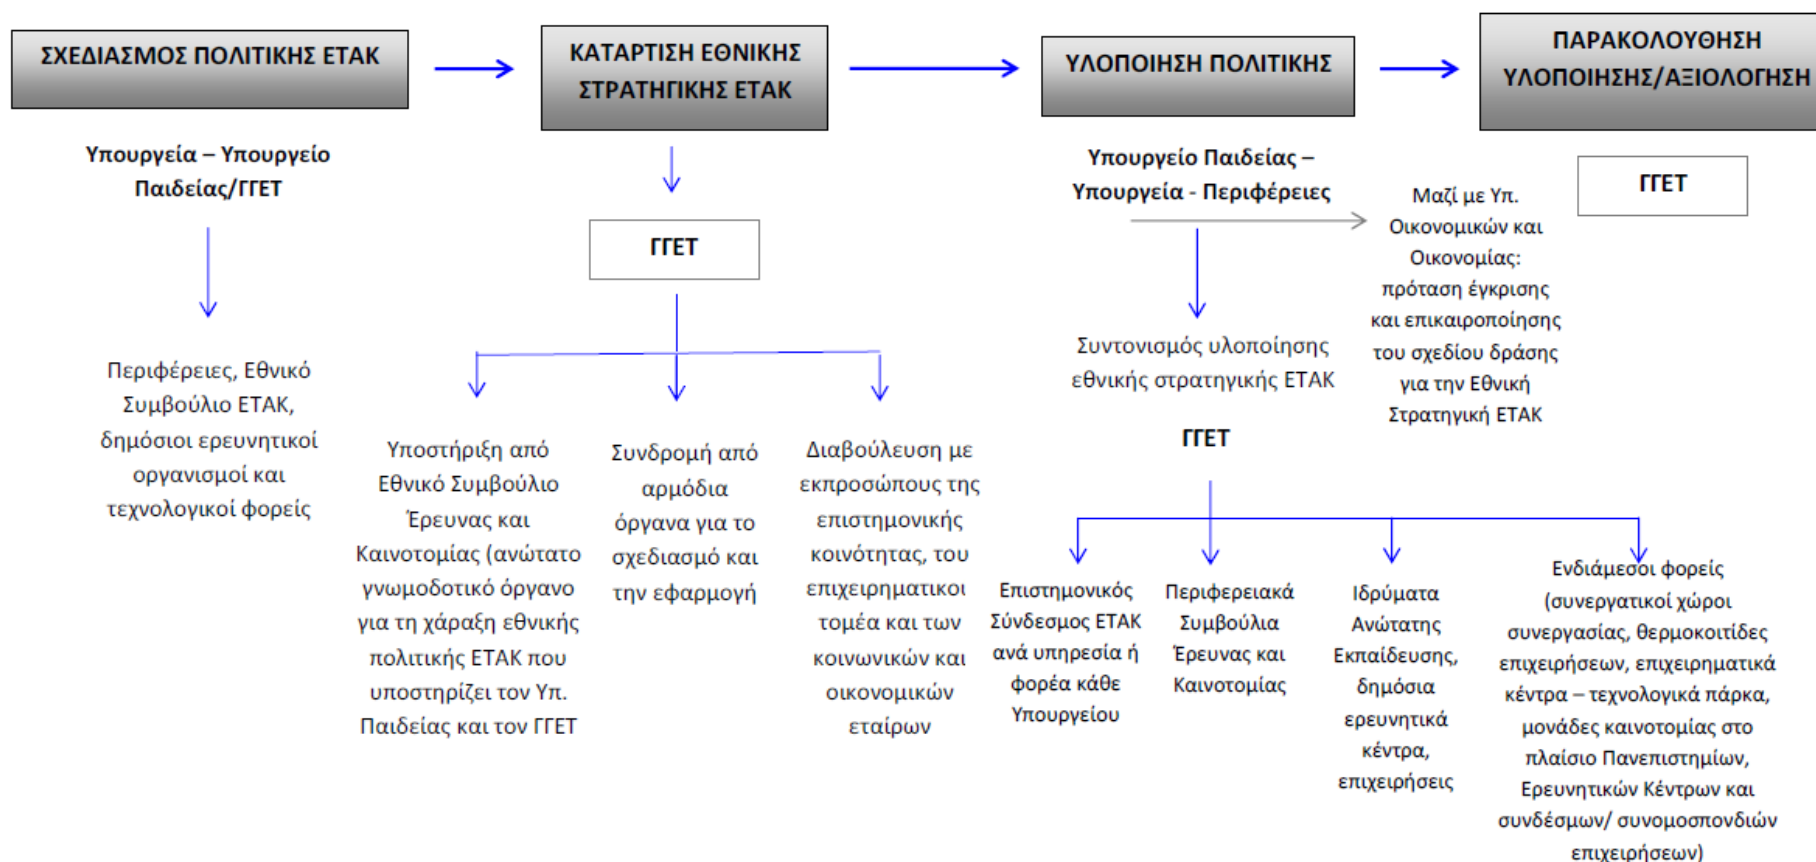 ΣΧΕΔΙΑΣΜΟΣ ΠΟΛΙΤΙΚΗΣ ΕΤΑΚ
Υπουργεία – Υπουργείο
Παιδείας/ΓΓΕΤ
Περιφέρειες, Εθνικό
Συμβούλιο ΕΤΑΚ,
δημόσιοι ερευνητικοί
οργανισμοί και
τεχνολογικοί φορείς
ΚΑΤΑΡΤΙΣΗ ΕΘΝΙΚΗΣ
ΣΤΡΑΤΗΓΙΚΗΣ ΕΤΑΚ
ΓΓΕΤ
Υποστήριξη από
Εθνικό Συμβούλιο
Έρευνας και
Καινοτομίας (ανώτατο
γνωμοδοτικό όργανο
για τη χάραξη εθνικής
πολιτικής ΕΤΑΚ που
υποστηρίζει τον Υπ.
Παιδείας και τον ΓΓΕΤ
Συνδρομή από
αρμόδια
όργανα για το
σχεδιασμό και
την εφαρμογή
Διαβούλευση με
εκπροσώπους της
επιστημονικής
κοινότητας, του
επιχειρηματικοι
τομέα και των
κοινωνικών και
οικονομικών
εταίρων
ΥΛΟΠΟΙΗΣΗ ΠΟΛΙΤΙΚΗΣ
Υπουργείο Παιδείας –
Υπουργεία - Περιφέρειες
Μαζί με Υπ.
Οικονομικών και
Οικονομίας:
πρόταση έγκρισης
και επικαιροποίησης
του σχεδίου δράσης
για την Εθνική
Στρατηγική ΕΤΑΚ
Συντονισμός υλοποίησης
εθνικής στρατηγικής ΕΤΑΚ
ΓΓΕΤ
Επιστημονικός
Σύνδεσμος ΕΤΑΚ
ανά υπηρεσία ή
φορέα κάθε
Υπουργείου
Περιφερειακά
Συμβούλια
Έρευνας και
Καινοτομίας
Ιδρύματα
Ανώτατης
Εκπαίδευσης,
δημόσια
ερευνητικά
κέντρα,
επιχειρήσεις
Ενδιάμεσοι φορείς
(συνεργατικοί χώροι
συνεργασίας, θερμοκοιτίδες
επιχειρήσεων, επιχειρηματικά
κέντρα – τεχνολογικά πάρκα,
μονάδες καινοτομίας στο
πλαίσιο Πανεπιστημίων,
Ερευνητικών Κέντρων και
συνδέσμων/ συνομοσπονδιών
επιχειρήσεων)
ΠΑΡΑΚΟΛΟΥΘΗΣΗ
ΥΛΟΠΟΙΗΣΗΣ/ΑΞΙΟΛΟΓΗΣΗ
ΓΓΕΤ